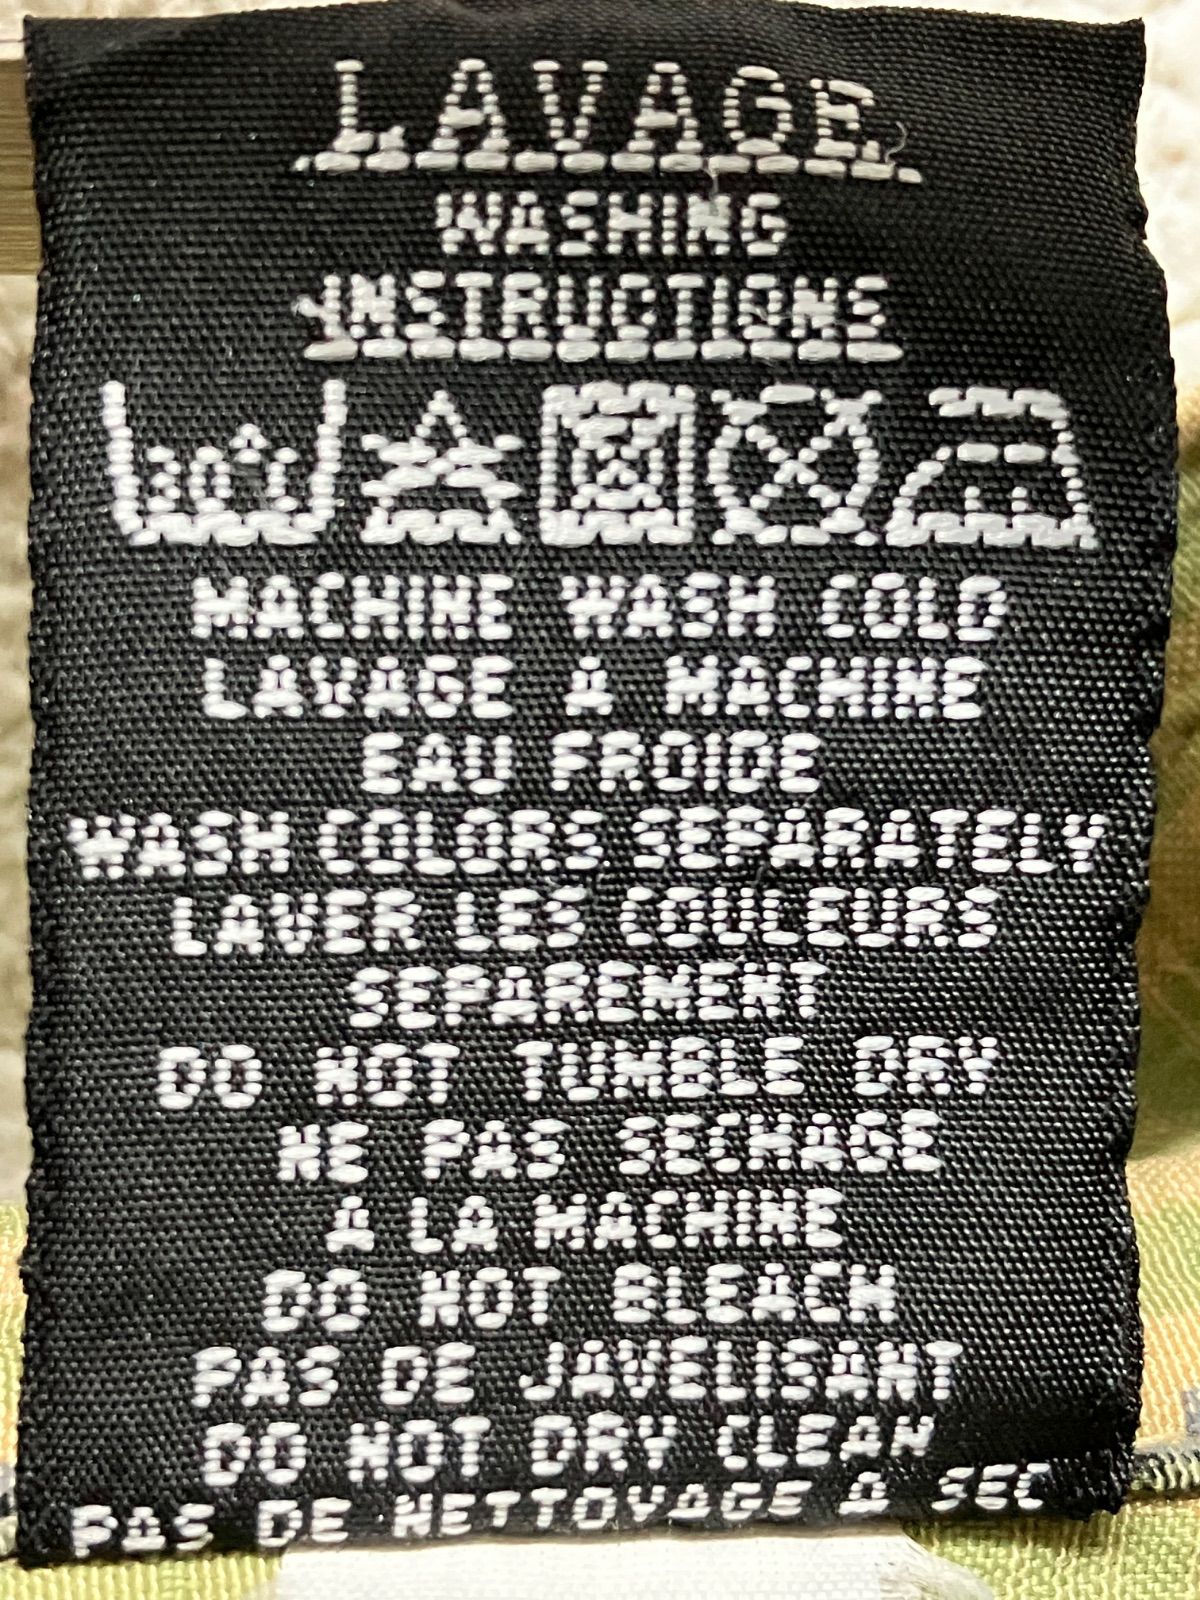 LAVAGE
WASHING
INSTRUCTIONS
30°C
MACHINE WASH COLD
LAVAGE A MACHINE
EAU FROIDE
WASH COLORS SEPARATELY
LAVER LES COULEURS
SEPAREMENT
DO NOT TUMBLE DRY
NE PAS SECHAGE
A LA MACHINE
DO NOT BLEACH
PAS DE JAVELISANT
DO NOT DRY CLEAN
PAS DE NETTOYAGE A SEC